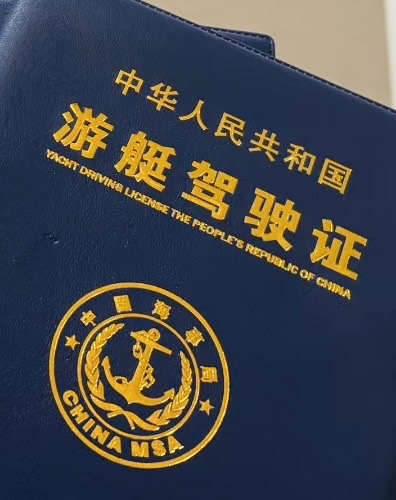 中华人民共和国
游艇驾驶证
YACHT DRIVING LICENSE THE PEOPLE'S REPUBLIC OF CHINA
中国海事局
CHINA MSA